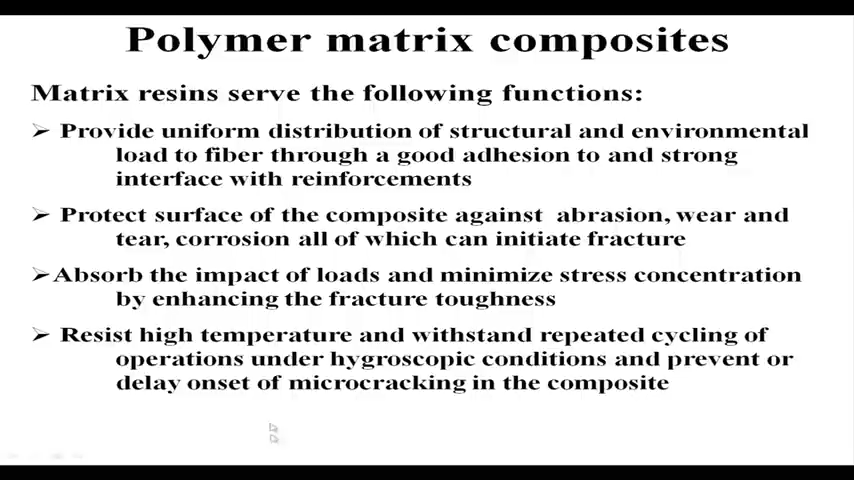 Polymer matrix composites
Matrix resins serve the following functions:
➢ Provide uniform distribution of structural and environmental
load to fiber through a good adhesion to and strong
interface with reinforcements
➢ Protect surface of the composite against abrasion, wear and
tear, corrosion all of which can initiate fracture
➢Absorb the impact of loads and minimize stress concentration
by enhancing the fracture toughness
➢ Resist high temperature and withstand repeated cycling of
operations under hygroscopic conditions and prevent or
delay onset of microcracking in the composite